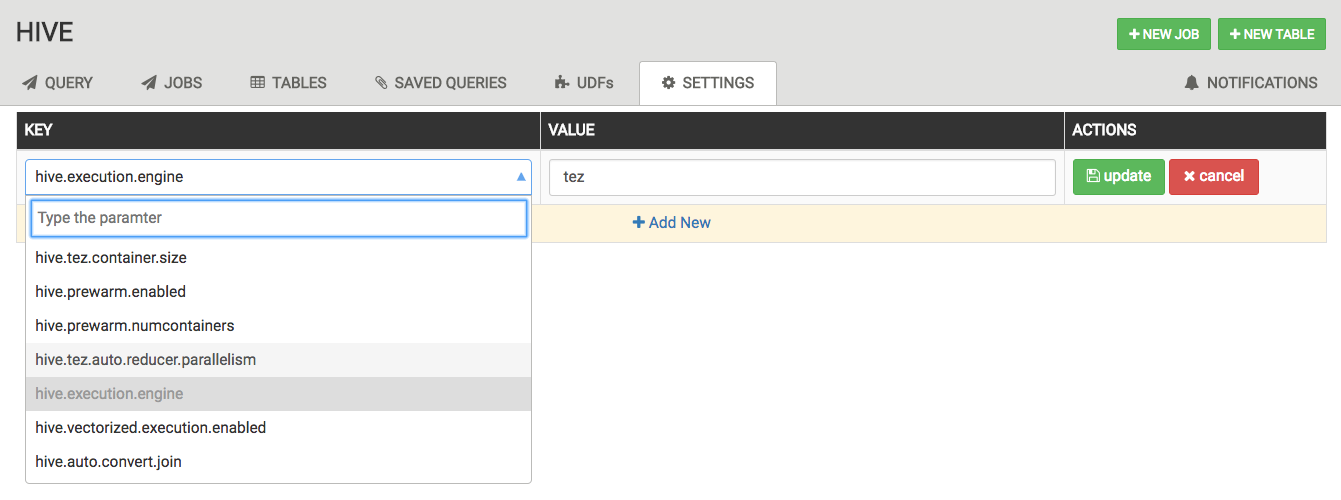 HIVE
NEW JOB
NEW TABLE
QUERY
JOBS
TABLES
SAVED QUERIES
UDFs
SETTINGS
NOTIFICATIONS
KEY
VALUE
ACTIONS
hive.execution.engine
tez
update
cancel
Type the paramter
Add New
hive.tez.container.size
hive.prewarm.enabled
hive.prewarm.numcontainers
hive.tez.auto.reducer.parallelism
hive.execution.engine
hive.vectorized.execution.enabled
hive.auto.convert.join